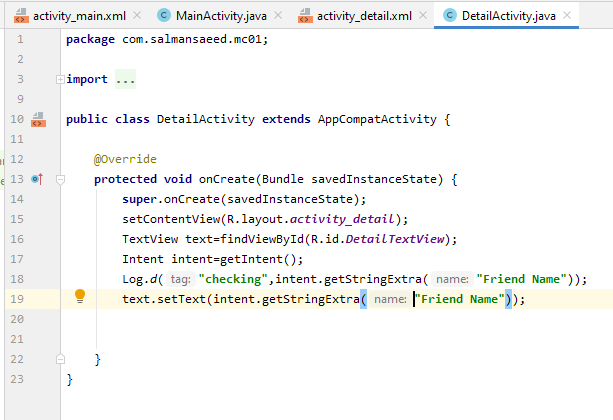 activity_main.xml MainActivity.java activity_detail.xml DetailActivity.java
1 package com.salmansaeed.mc01;
2
3 import ...
9
10 public class DetailActivity extends AppCompatActivity {
11
12 @Override
13 protected void onCreate(Bundle savedInstanceState) {
14 super.onCreate(savedInstanceState);
15 setContentView(R.layout.activity_detail);
16 TextView text=findViewById(R.id.DetailTextView);
17 Intent intent=getIntent();
18 Log.d( tag: "checking",intent.getStringExtra( name: "Friend Name"));
19 text.setText(intent.getStringExtra( name: "Friend Name"));
20
21
22 }
23 }